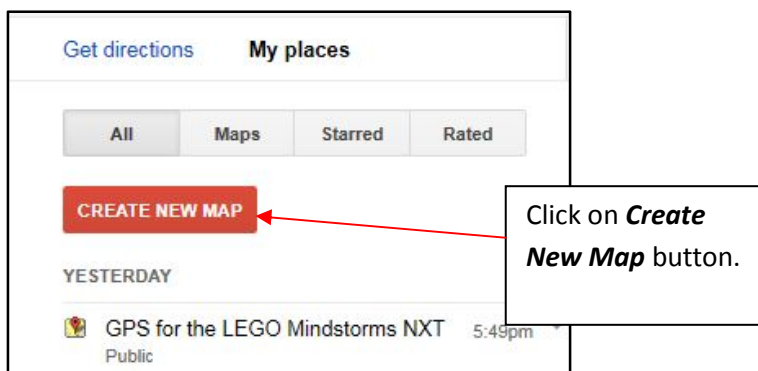 Get directions My places
All Maps Starred Rated
CREATE NEW MAP
Click on Create
New Map button.
YESTERDAY
GPS for the LEGO Mindstorms NXT 5:49pm
Public